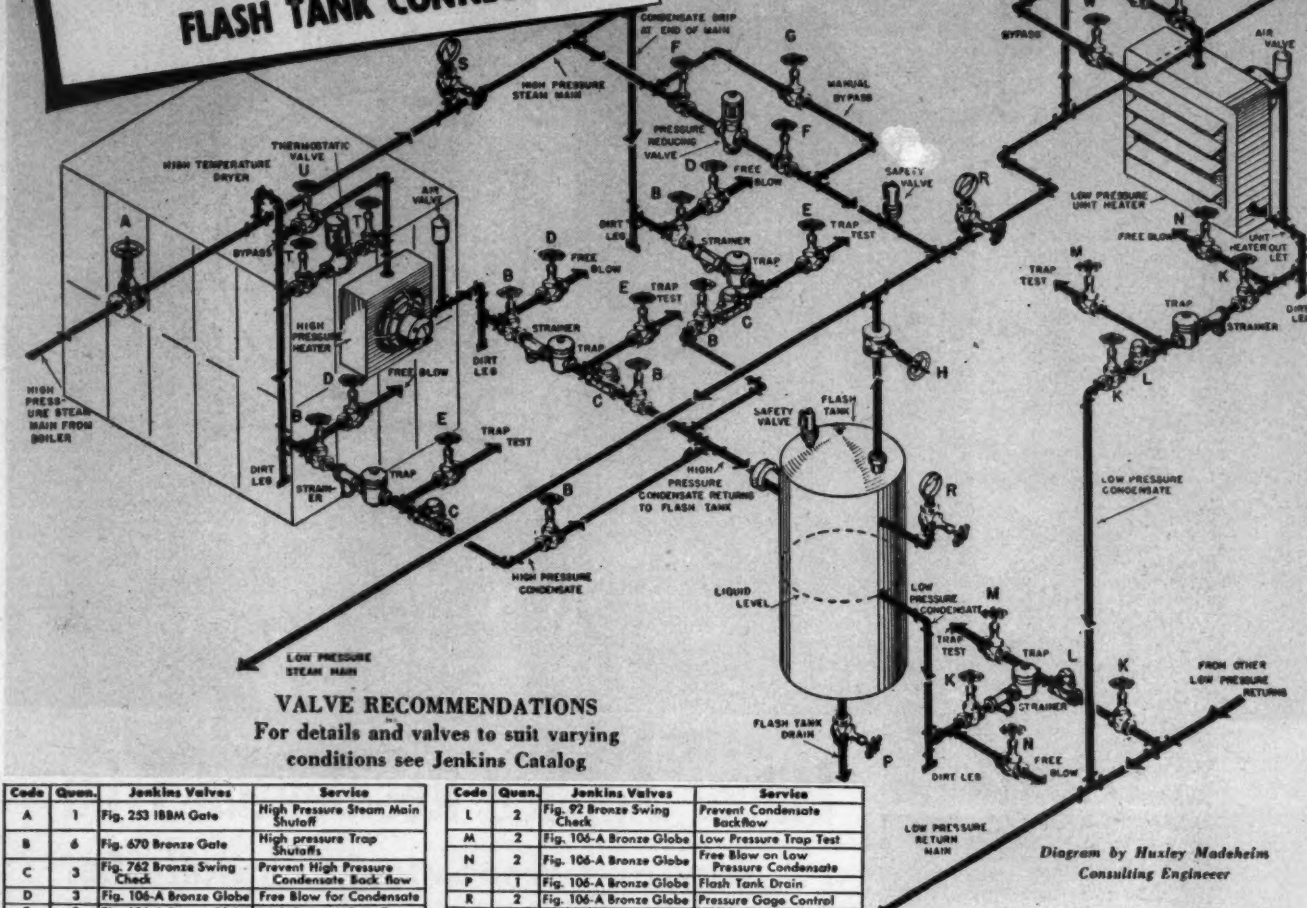 FLASH TANK
CONDENSATE DRIP
AT END OF MAIN
F
G
S
HIGH PRESSURE
STEAM MAIN
MANUAL
BYPASS
PRESSURE
REDUCING
VALVE
F
BYPASS
W
AIR
VALVE
THERMOSTATIC
VALVE
HIGH TEMPERATURE
DRYER
U
AIR
VALVE
D
FREE
BLOW
SAFETY
VALVE
R
LOW PRESSURE
UNIT HEATER
A
BYPASS
T
T
B
DIRT
LEG
STRAINER
TRAP
E
TRAP
TEST
N
FREE BLOW
UNIT
HEATER OUT
LET
D
FREE
BLOW
B
E
TRAP
TEST
C
B
M
TRAP
TEST
K
TRAP
STRAINER
HIGH
PRESSURE
HEATER
DIRT
LEG
STRAINER
TRAP
C
B
H
K
L
HIGH
PRESS-
URE STEAM
MAIN FROM
BOILER
D
FREE BLOW
B
E
TRAP
TEST
SAFETY
VALVE
FLASH
TANK
DIRT
LEG
STRAIN-
ER
TRAP
C
B
HIGH
PRESSURE
CONDENSATE RETURNS
TO FLASH TANK
R
LOW PRESSURE
CONDENSATE
HIGH PRESSURE
CONDENSATE
LIQUID
LEVEL
LOW
PRESSURE
CONDENSATE
M
TRAP
TEST
TRAP
L
K
STRAINER
K
FROM OTHER
LOW PRESSURE
RETURNS
LOW PRESSURE
STEAM MAIN
FLASH TANK
DRAIN
P
N
FREE
BLOW
DIRT LEG
LOW PRESSURE
RETURN
MAIN
VALVE RECOMMENDATIONS
For details and valves to suit varying
conditions see Jenkins Catalog
Code Quan. Jenkins Valves Service
A 1 Fig. 253 IBBM Gate High Pressure Steam Main Shutoff
B 6 Fig. 670 Bronze Gate High pressure Trap Shutoffs
C 3 Fig. 762 Bronze Swing Check Prevent High Pressure Condensate Back flow
D 3 Fig. 106-A Bronze Globe Free Blow for Condensate
Code Quan. Jenkins Valves Service
L 2 Fig. 92 Bronze Swing Check Prevent Condensate Backflow
M 2 Fig. 106-A Bronze Globe Low Pressure Trap Test
N 2 Fig. 106-A Bronze Globe Free Blow on Low Pressure Condensate
P 1 Fig. 106-A Bronze Globe Flash Tank Drain
R 2 Fig. 106-A Bronze Globe Pressure Gage Control
Diagram by Huxley Madeheim
Consulting Engineer